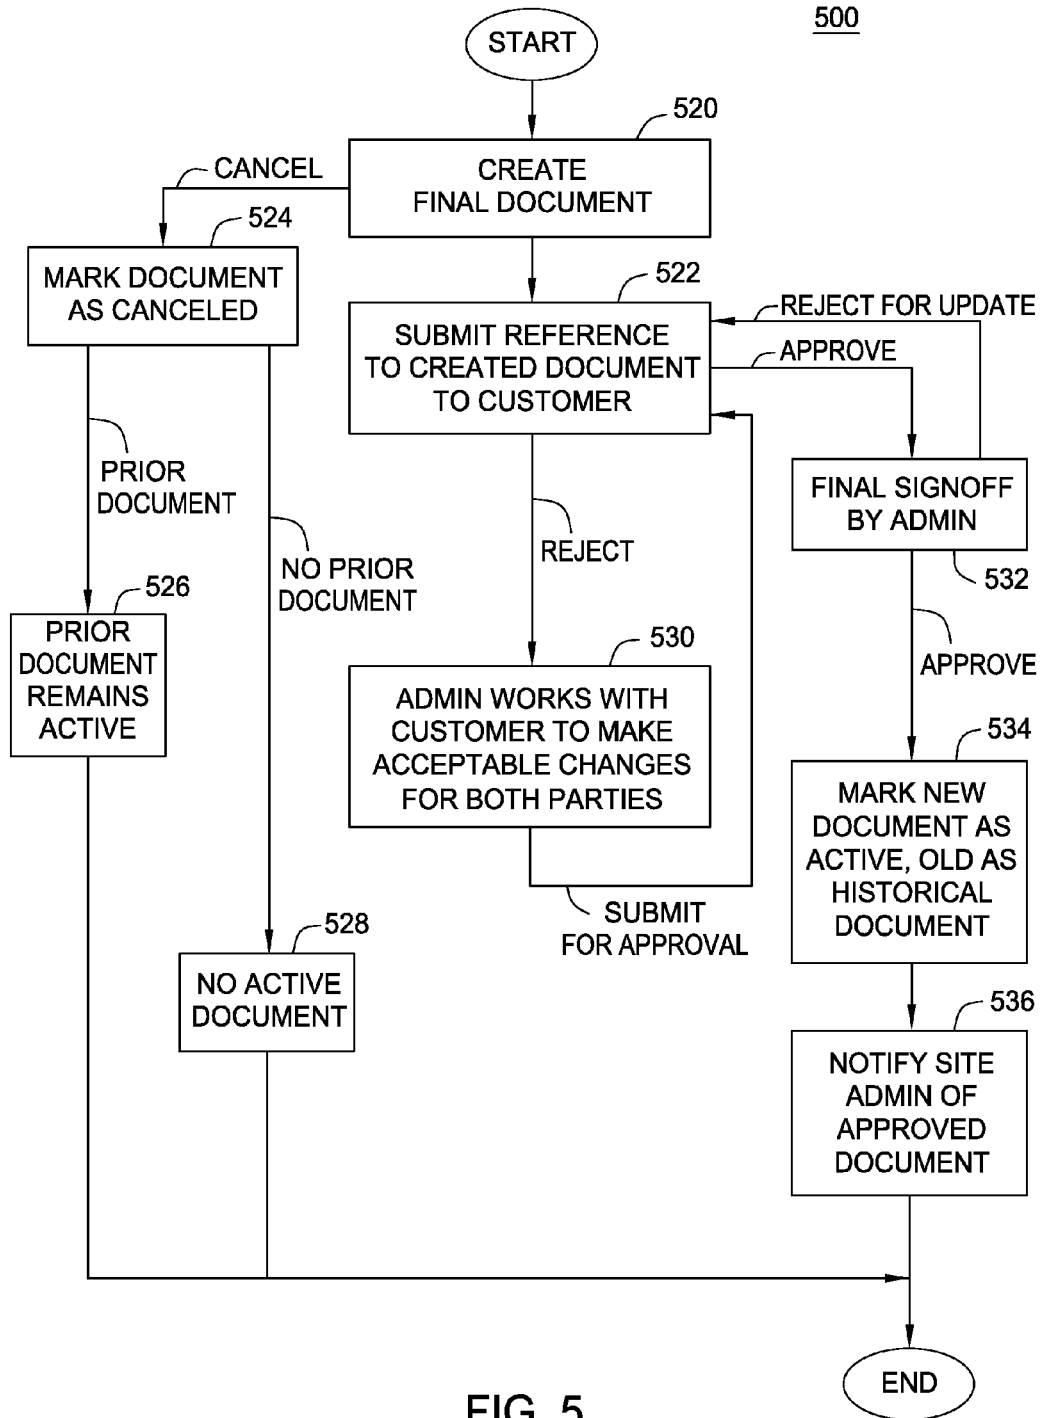 500
START
520
CREATE
FINAL DOCUMENT
CANCEL
524
MARK DOCUMENT
AS CANCELED
522
SUBMIT REFERENCE
TO CREATED DOCUMENT
TO CUSTOMER
REJECT FOR UPDATE
APPROVE
PRIOR
DOCUMENT
NO PRIOR
DOCUMENT
REJECT
FINAL SIGNOFF
BY ADMIN
532
526
PRIOR
DOCUMENT
REMAINS
ACTIVE
530
ADMIN WORKS WITH
CUSTOMER TO MAKE
ACCEPTABLE CHANGES
FOR BOTH PARTIES
APPROVE
534
MARK NEW
DOCUMENT AS
ACTIVE, OLD AS
HISTORICAL
DOCUMENT
SUBMIT
FOR APPROVAL
528
NO ACTIVE
DOCUMENT
536
NOTIFY SITE
ADMIN OF
APPROVED
DOCUMENT
END
FIG. 5